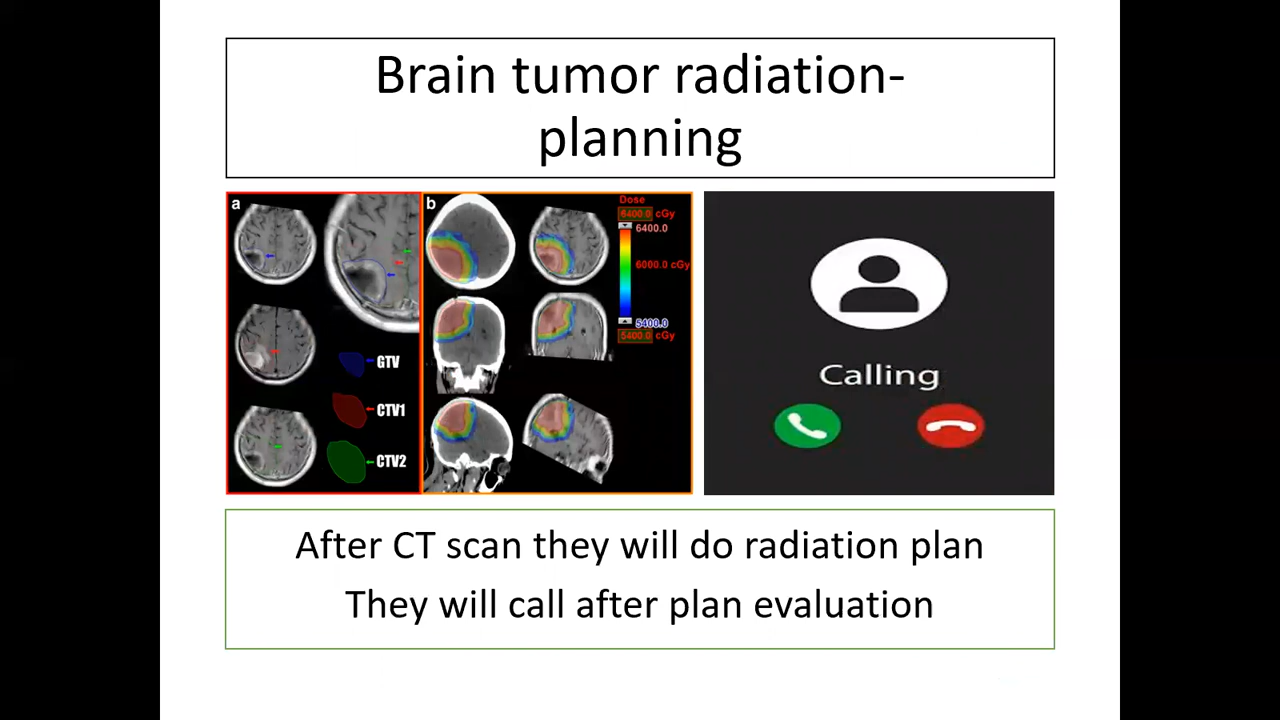 Brain tumor radiation-
planning
a
b
GTV
CTV1
CTV2
Dose
6400.0 cGy
6400.0
6000.0 cGy
5400.0
5400.0 cGy
Calling
After CT scan they will do radiation plan
They will call after plan evaluation